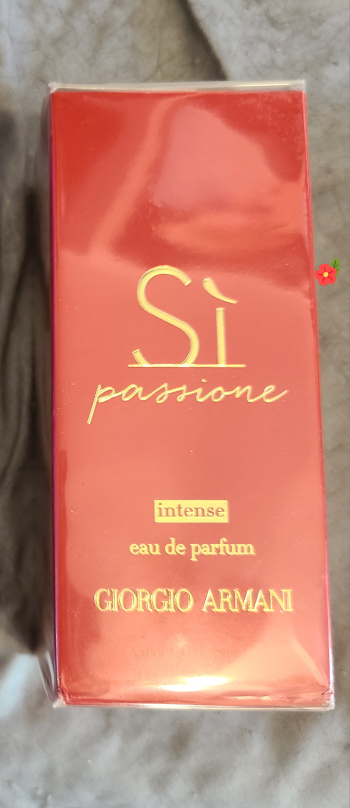 Sì
passione
intense
eau de parfum
GIORGIO ARMANI